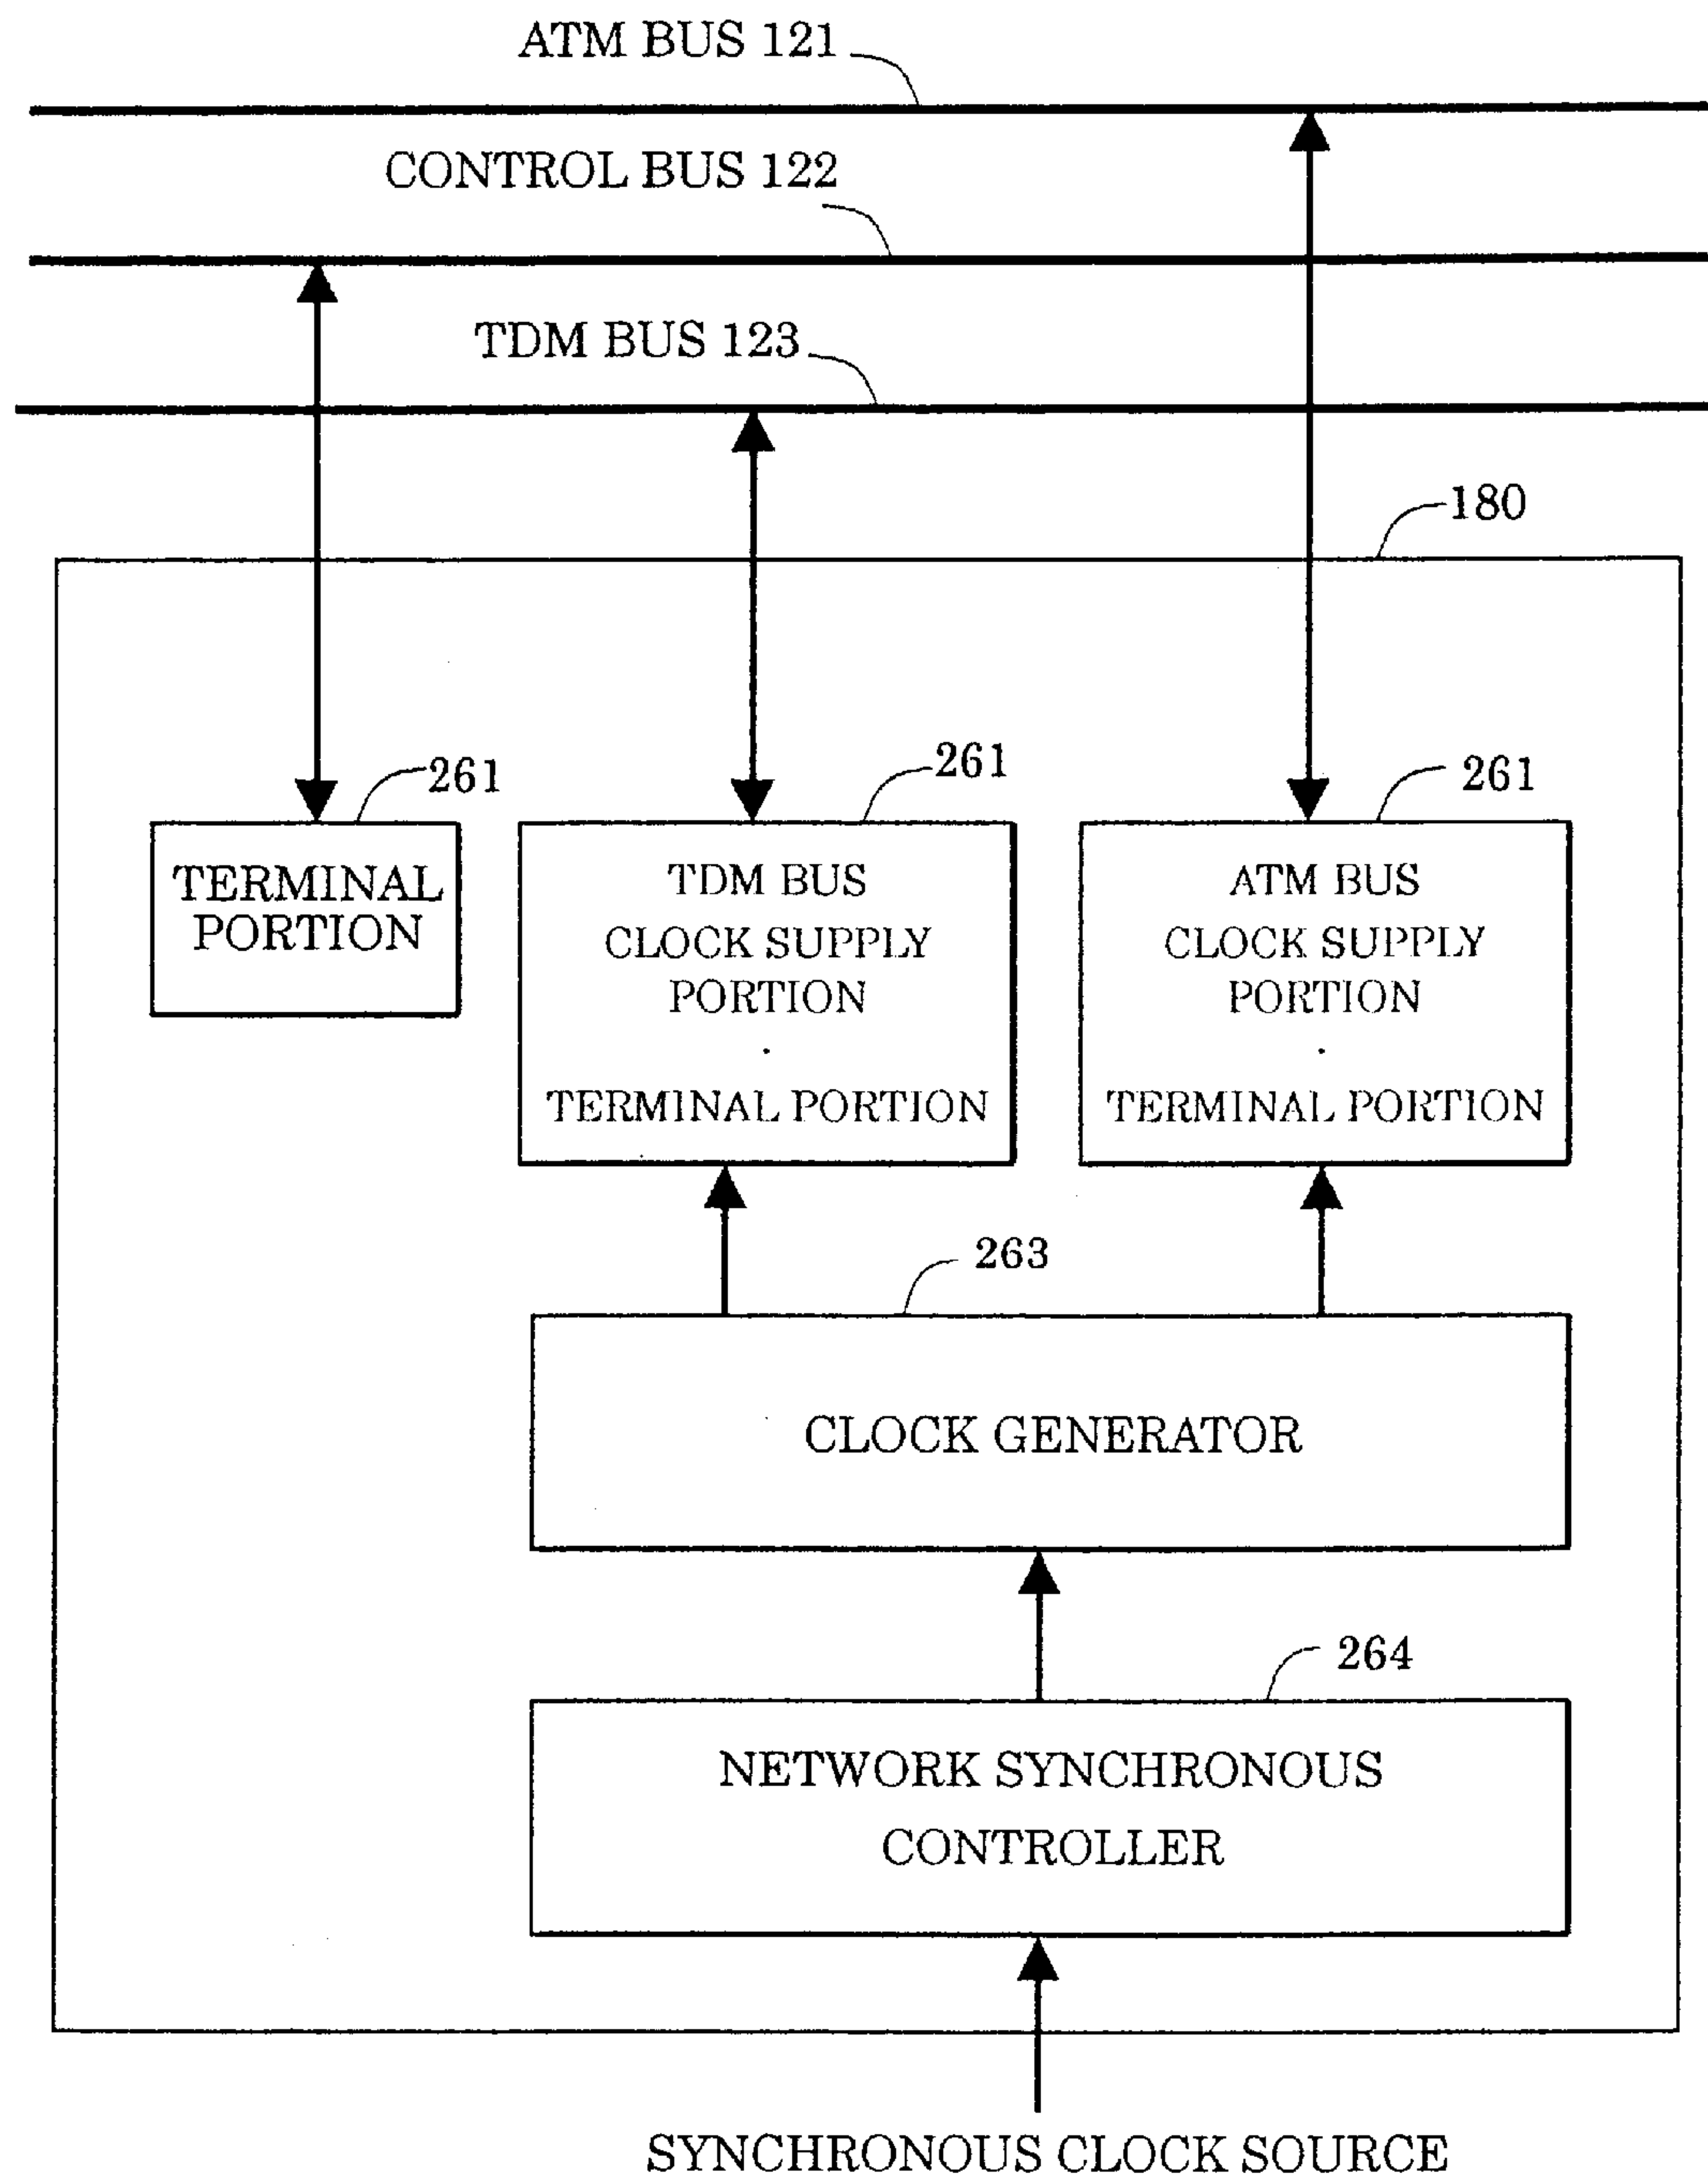 ATM BUS 121
CONTROL BUS 122
TDM BUS 123
180
261
261
261
TERMINAL
PORTION
TDM BUS
CLOCK SUPPLY
PORTION
·
TERMINAL PORTION
ATM BUS
CLOCK SUPPLY
PORTION
·
TERMINAL PORTION
263
CLOCK GENERATOR
264
NETWORK SYNCHRONOUS
CONTROLLER
SYNCHRONOUS CLOCK SOURCE